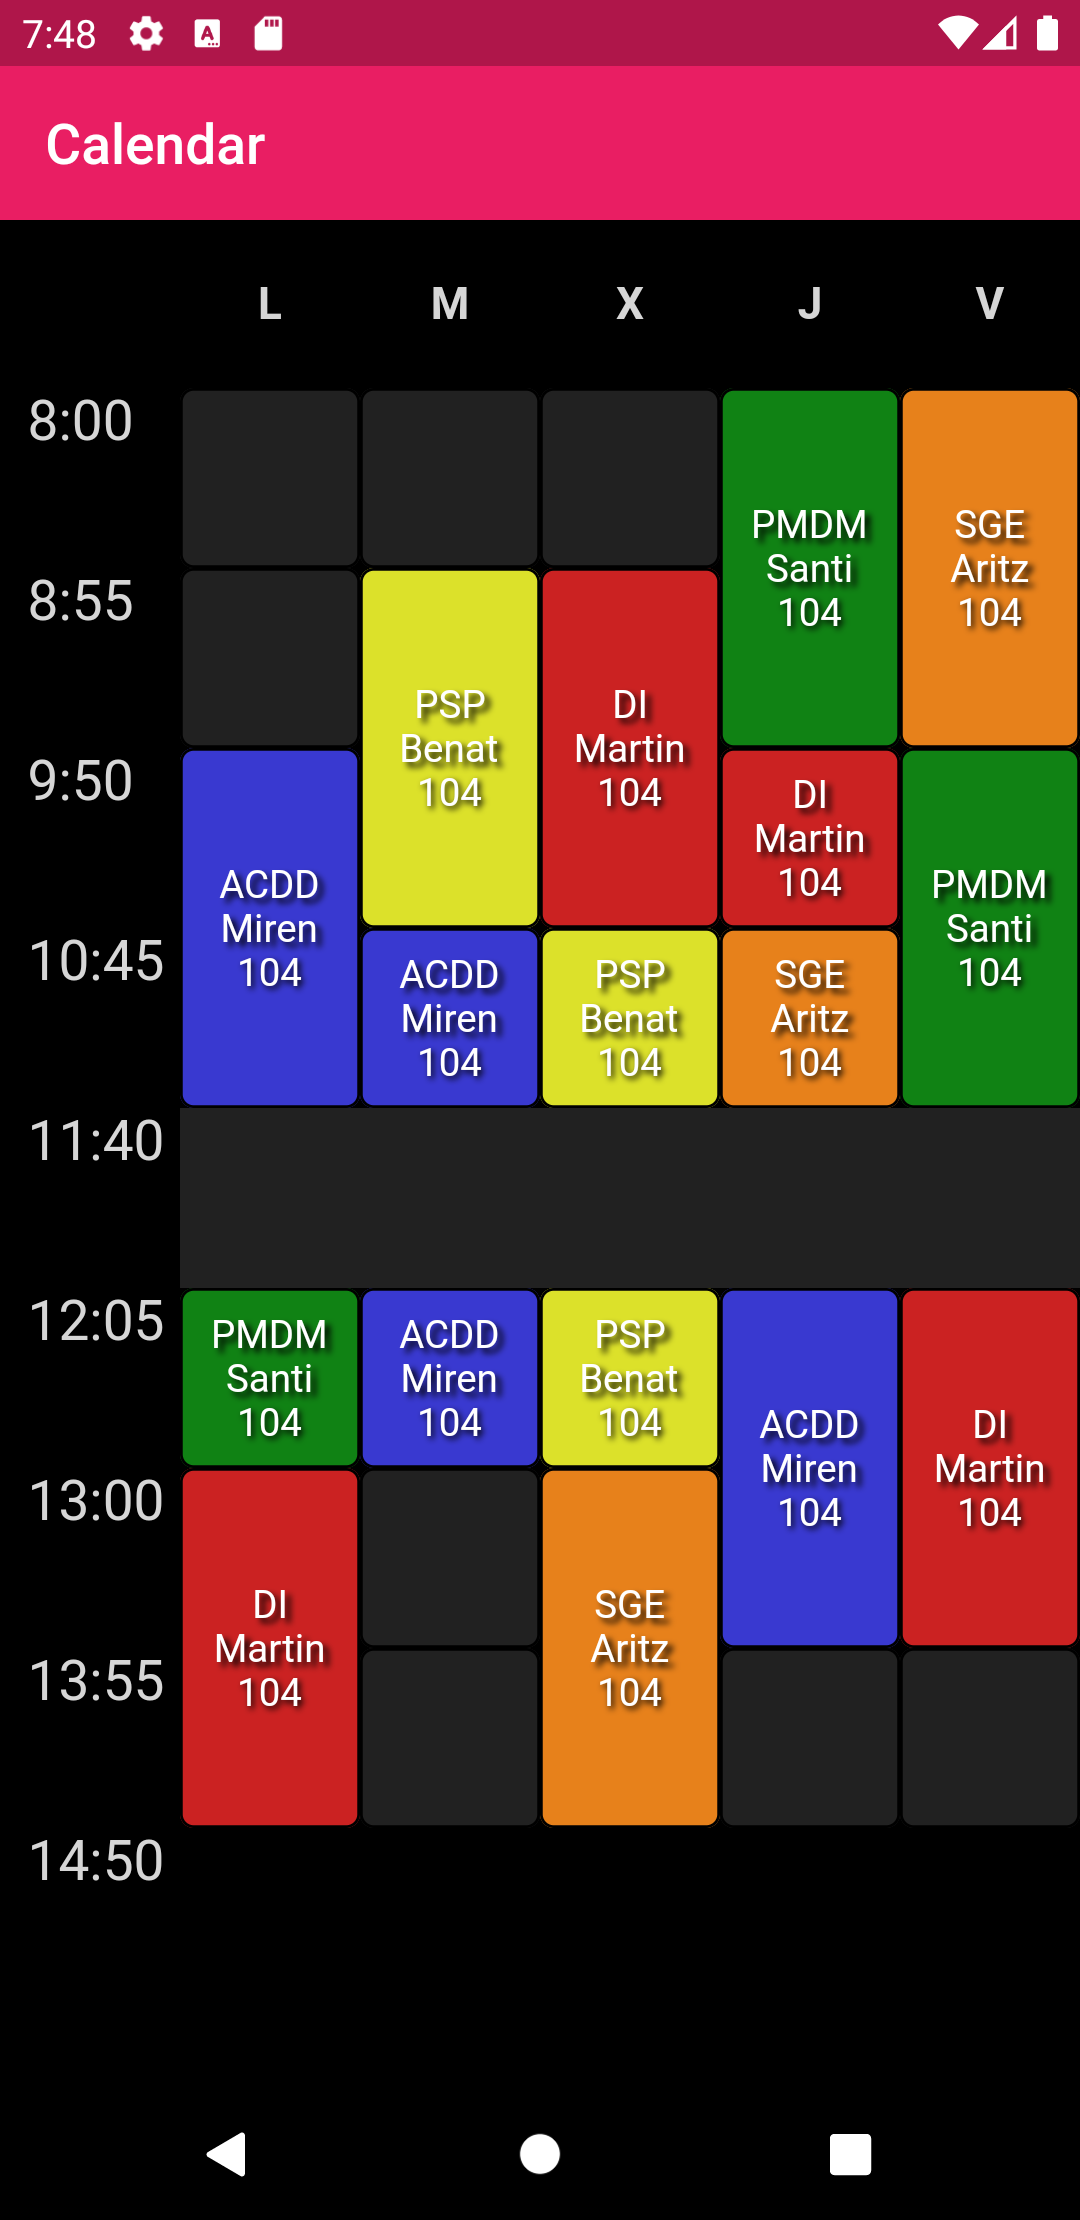 7:48
Calendar
L M X J V
8:00
PMDM
Santi
104
SGE
Aritz
104
8:55
PSP
Benat
104
DI
Martin
104
9:50
ACDD
Miren
104
DI
Martin
104
PMDM
Santi
104
10:45
ACDD
Miren
104
PSP
Benat
104
SGE
Aritz
104
11:40
12:05
PMDM
Santi
104
ACDD
Miren
104
PSP
Benat
104
ACDD
Miren
104
DI
Martin
104
13:00
DI
Martin
104
SGE
Aritz
104
13:55
14:50